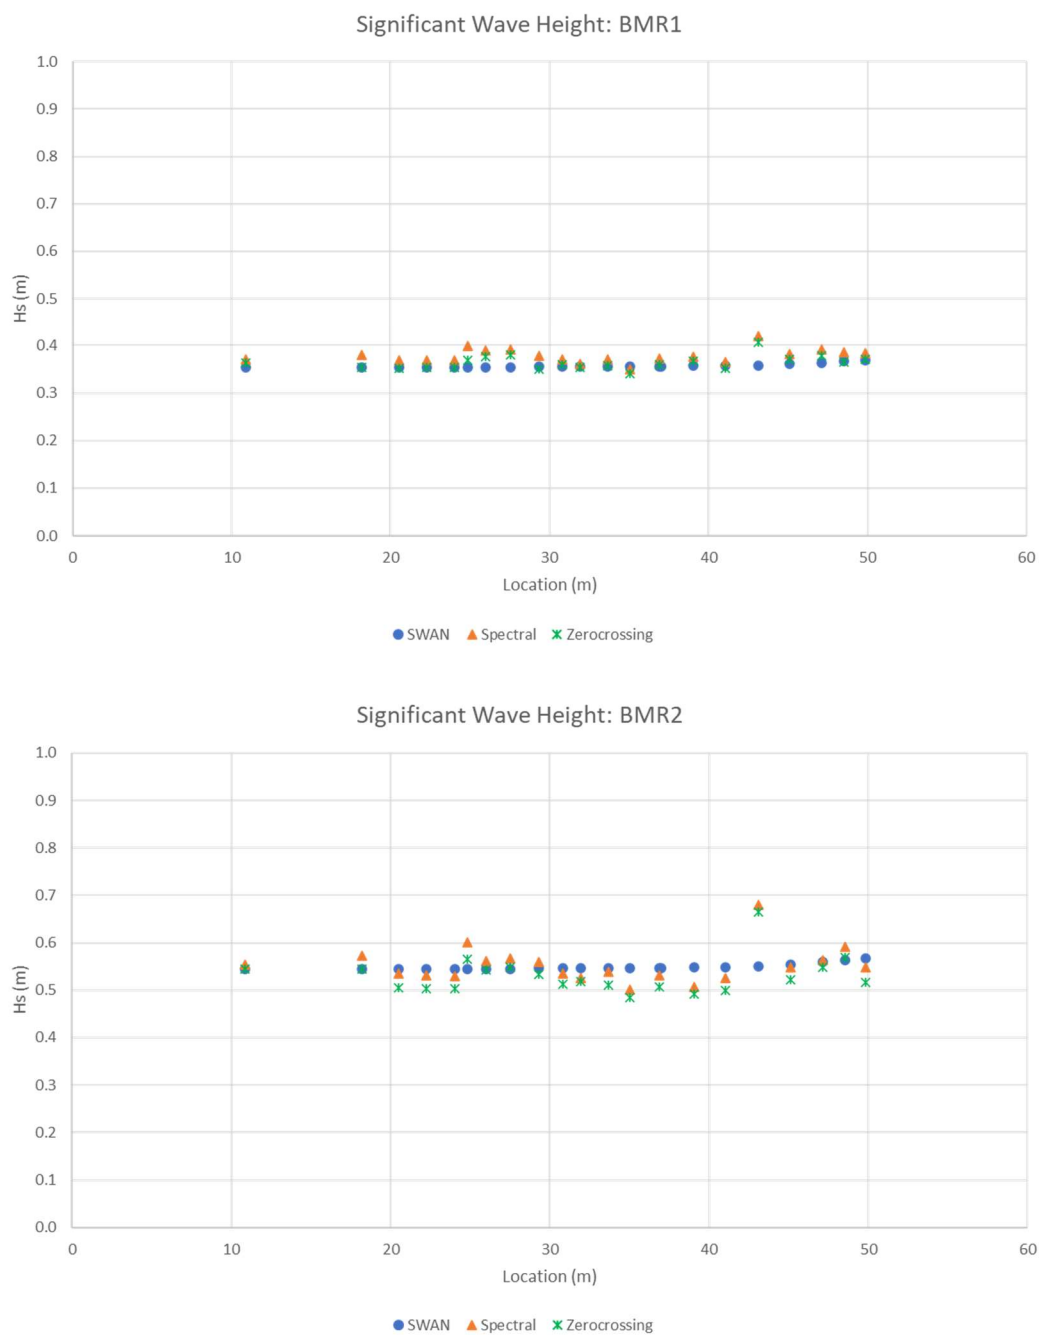 Significant Wave Height: BMR1
1.0
0.9
0.8
0.7
0.6
0.5
0.4
0.3
0.2
0.1
0.0
Hs (m)
0 10 20 30 40 50 60
Location (m)
SWAN Spectral Zerocrossing
Significant Wave Height: BMR2
1.0
0.9
0.8
0.7
0.6
0.5
0.4
0.3
0.2
0.1
0.0
Hs (m)
0 10 20 30 40 50 60
Location (m)
SWAN Spectral Zerocrossing